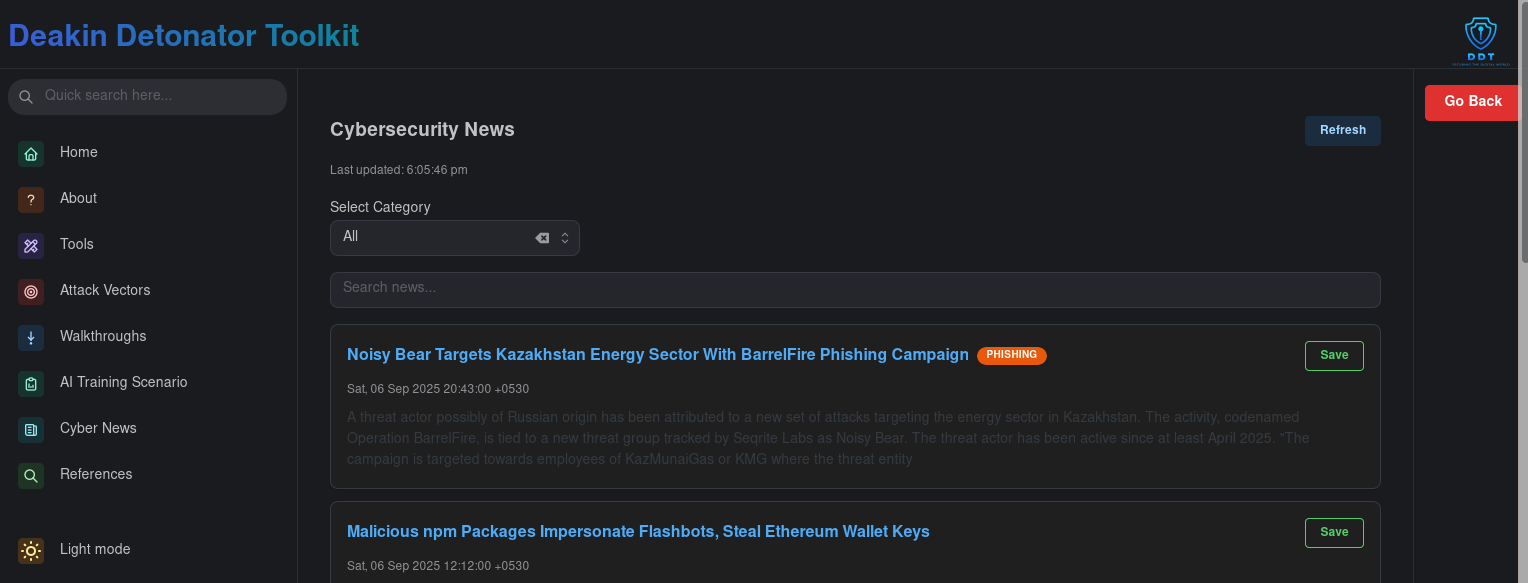 Deakin Detonator Toolkit
DDT
Quick search here...
Go Back
Home
About
Tools
Attack Vectors
Walkthroughs
AI Training Scenario
Cyber News
References
Light mode
Cybersecurity News
Refresh
Last updated: 6:05:46 pm
Select Category
All
Search news...
Noisy Bear Targets Kazakhstan Energy Sector With BarrelFire Phishing Campaign PHISHING
Save
Sat, 06 Sep 2025 20:43:00 +0530
A threat actor possibly of Russian origin has been attributed to a new set of attacks targeting the energy sector in Kazakhstan. The activity, codenamed
Operation BarrelFire, is tied to a new threat group tracked by Seqrite Labs as Noisy Bear. The threat actor has been active since at least April 2025. "The
campaign is targeted towards employees of KazMunaiGas or KMG where the threat entity
Malicious npm Packages Impersonate Flashbots, Steal Ethereum Wallet Keys
Save
Sat, 06 Sep 2025 12:12:00 +0530